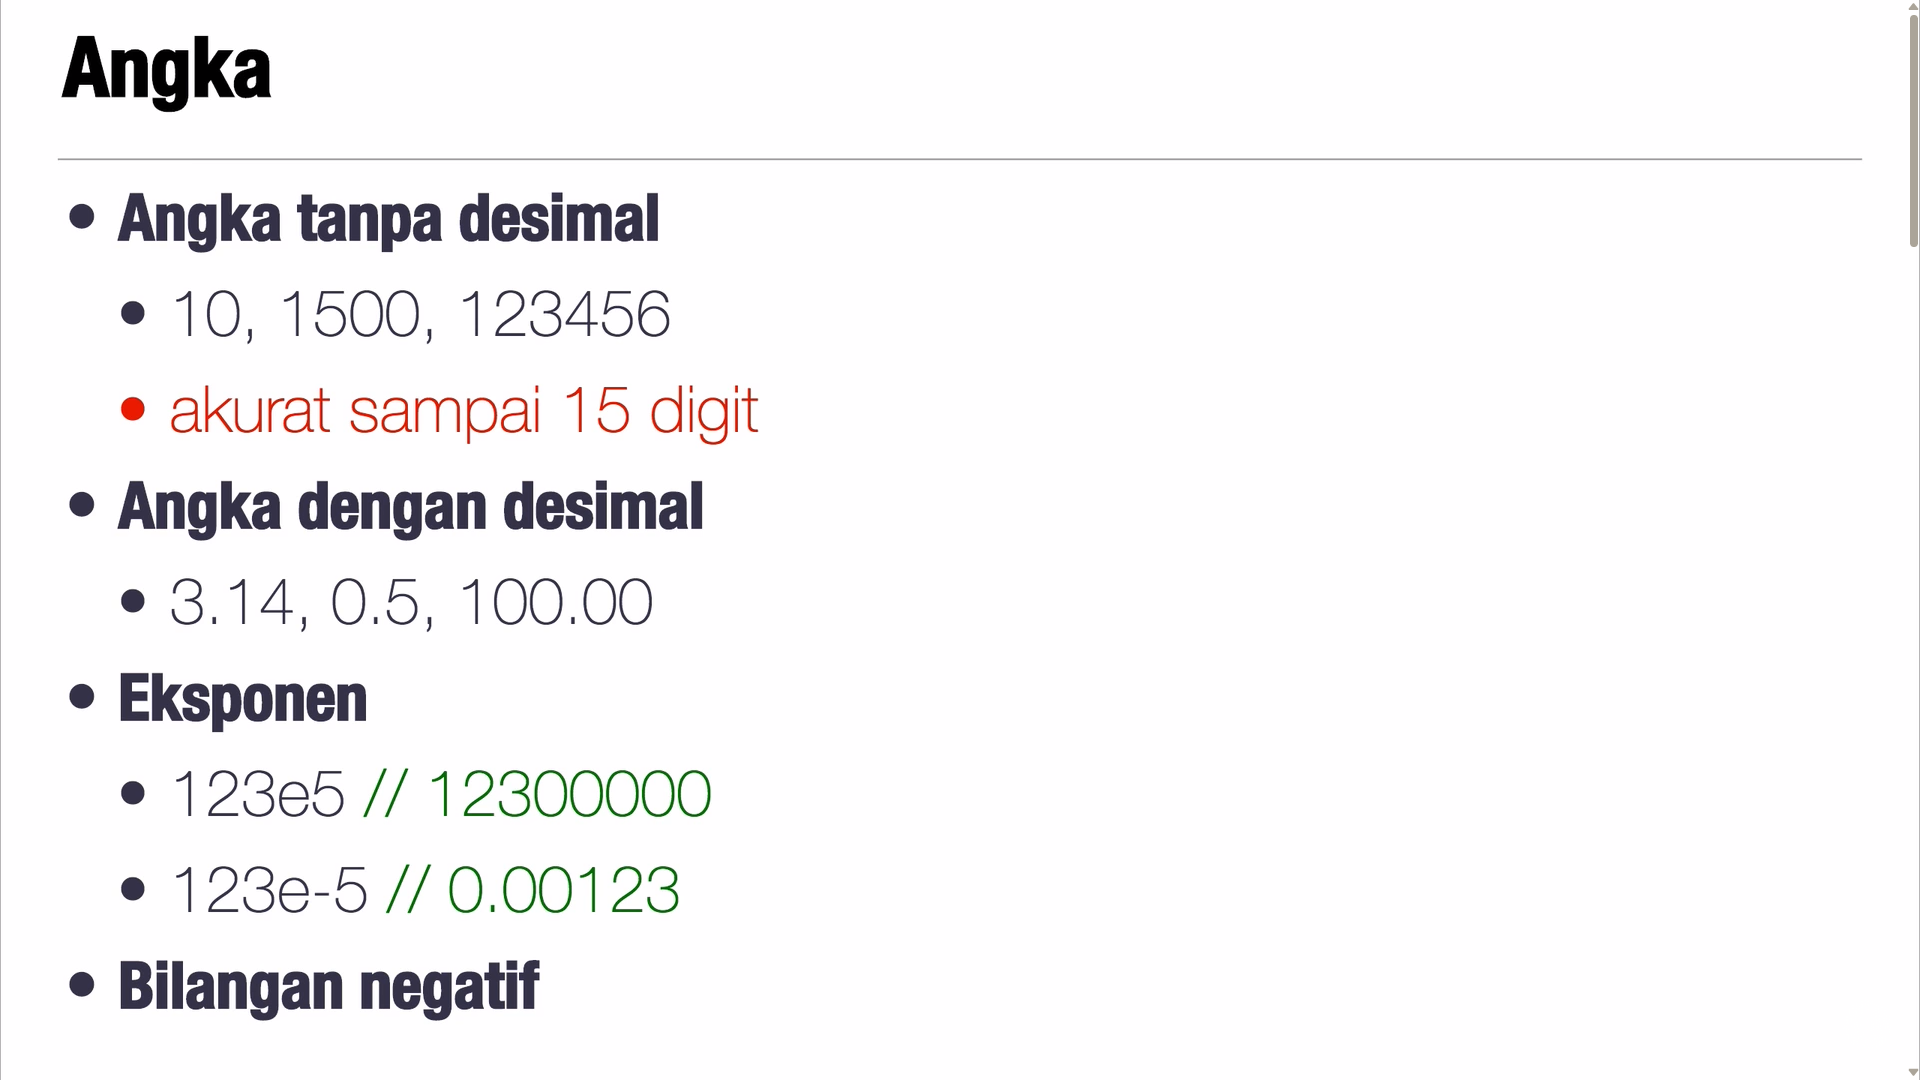 Angka
• Angka tanpa desimal
• 10, 1500, 123456
• akurat sampai 15 digit
• Angka dengan desimal
• 3.14, 0.5, 100.00
• Eksponen
• 123e5 // 12300000
• 123e-5 // 0.00123
• Bilangan negatif